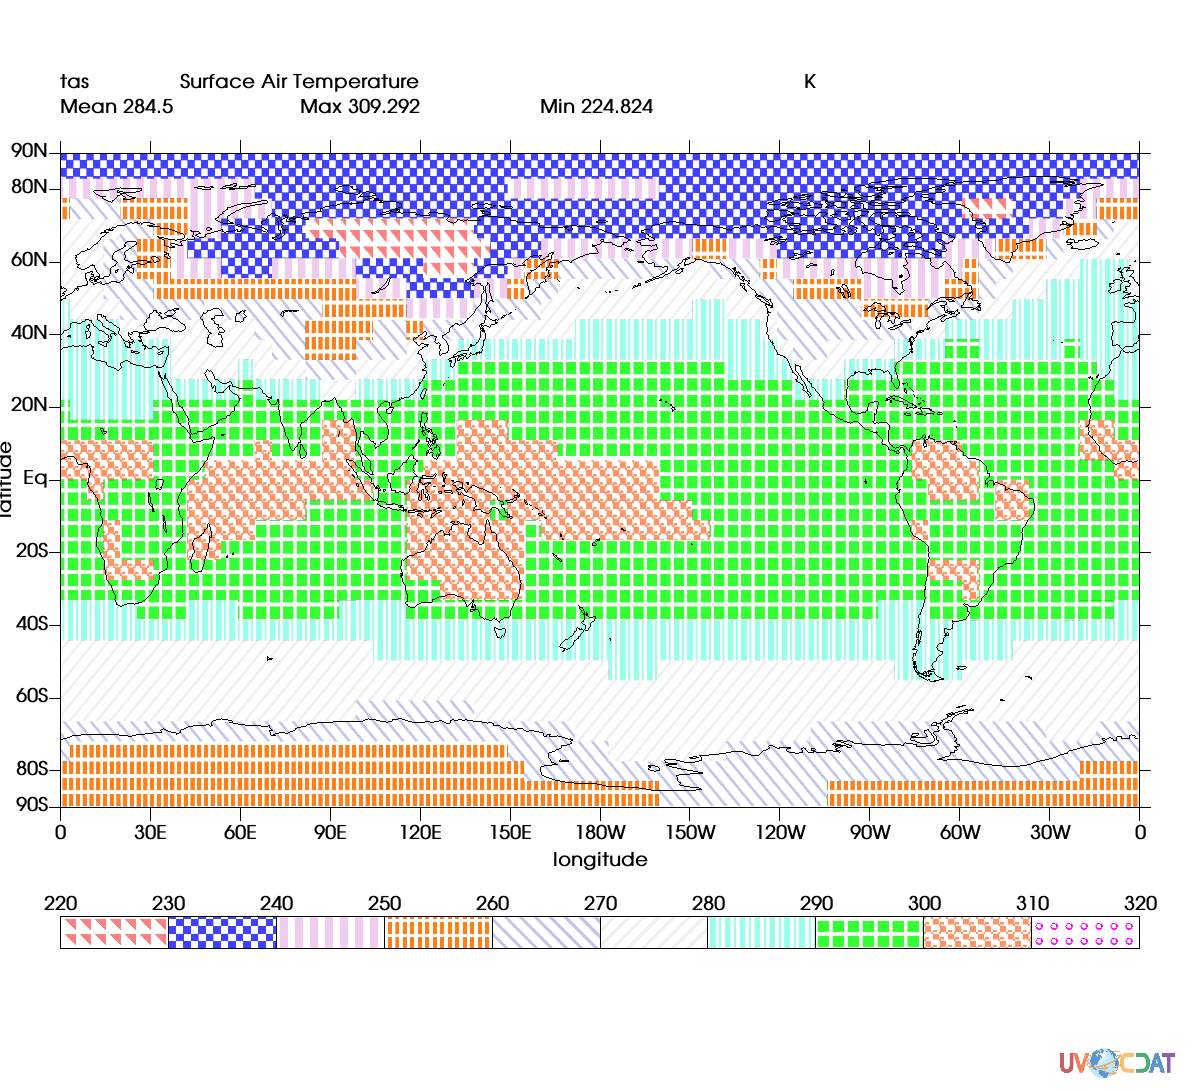 tas Surface Air Temperature K
Mean 284.5 Max 309.292 Min 224.824
90N
80N
60N
40N
20N
Eq
20S
40S
60S
80S
90S
latitude
0 30E 60E 90E 120E 150E 180W 150W 120W 90W 60W 30W 0
longitude
220 230 240 250 260 270 280 290 300 310 320
UVCDAT